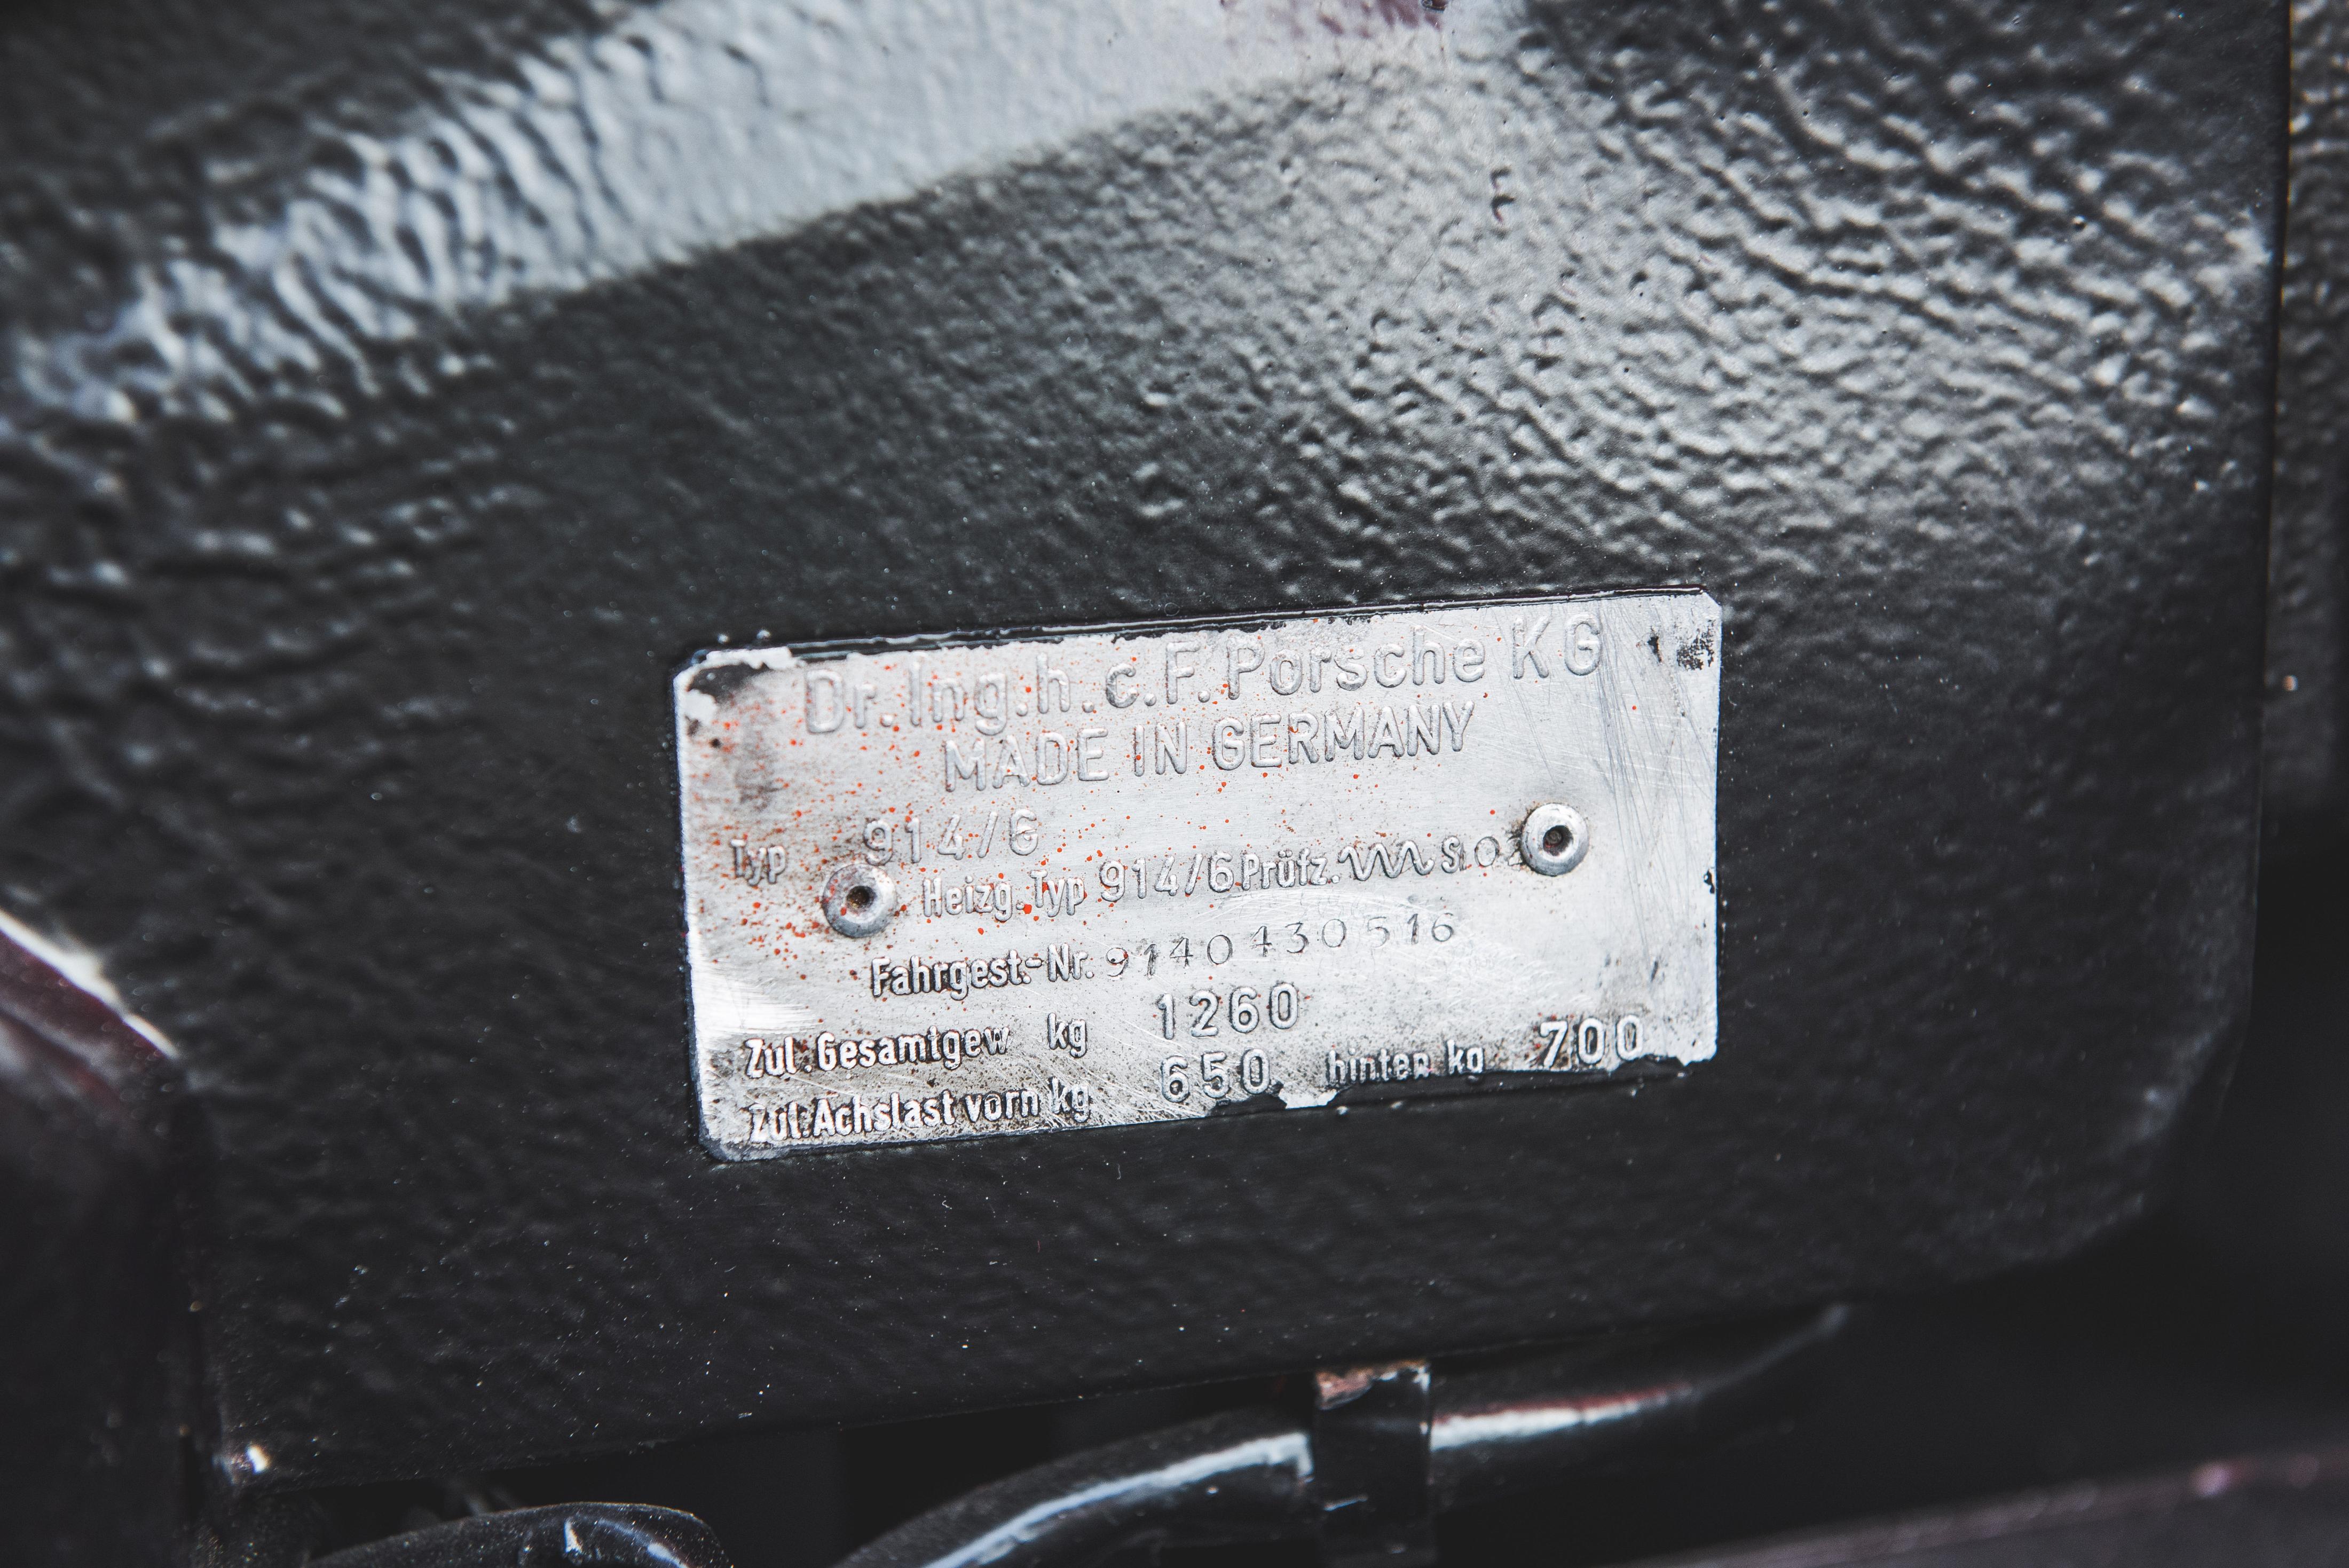 Dr.Ing.h.c.F.Porsche KG
MADE IN GERMANY
Typ 914/6
Heizg.Typ 914/6 Prüfz. S
Fahrgest.-Nr. 9140430516
Zul.Gesamtgew kg 1260
Zul.Achslast vorn kg 650 hinten kg 700